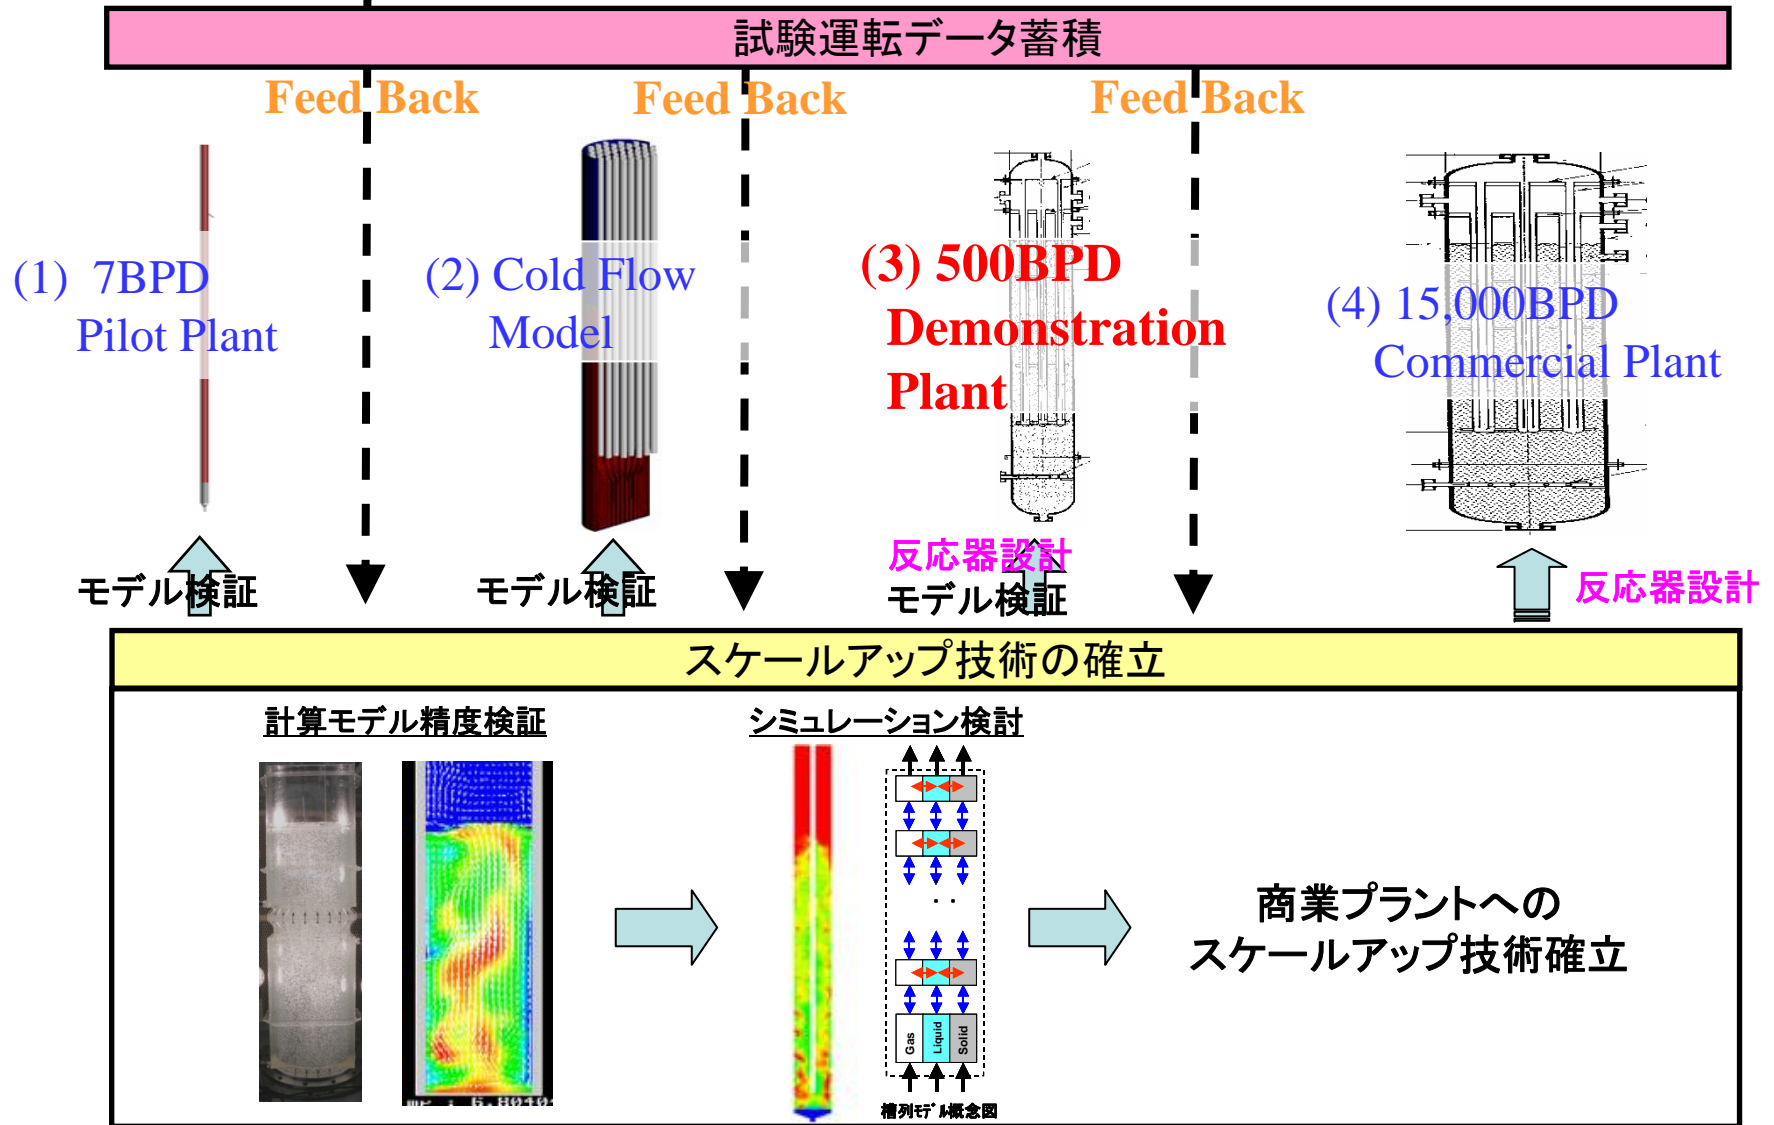 試験運転データ蓄積
Feed Back
Feed Back
Feed Back
(1) 7BPD
Pilot Plant
(2) Cold Flow
Model
(3) 500BPD
Demonstration
Plant
(4) 15,000BPD
Commercial Plant
モデル検証
モデル検証
反応器設計
モデル検証
反応器設計
スケールアップ技術の確立
計算モデル精度検証
シミュレーション検討
Gas
Liquid
Solid
槽列ﾓﾃﾞﾙ概念図
商業プラントへの
スケールアップ技術確立